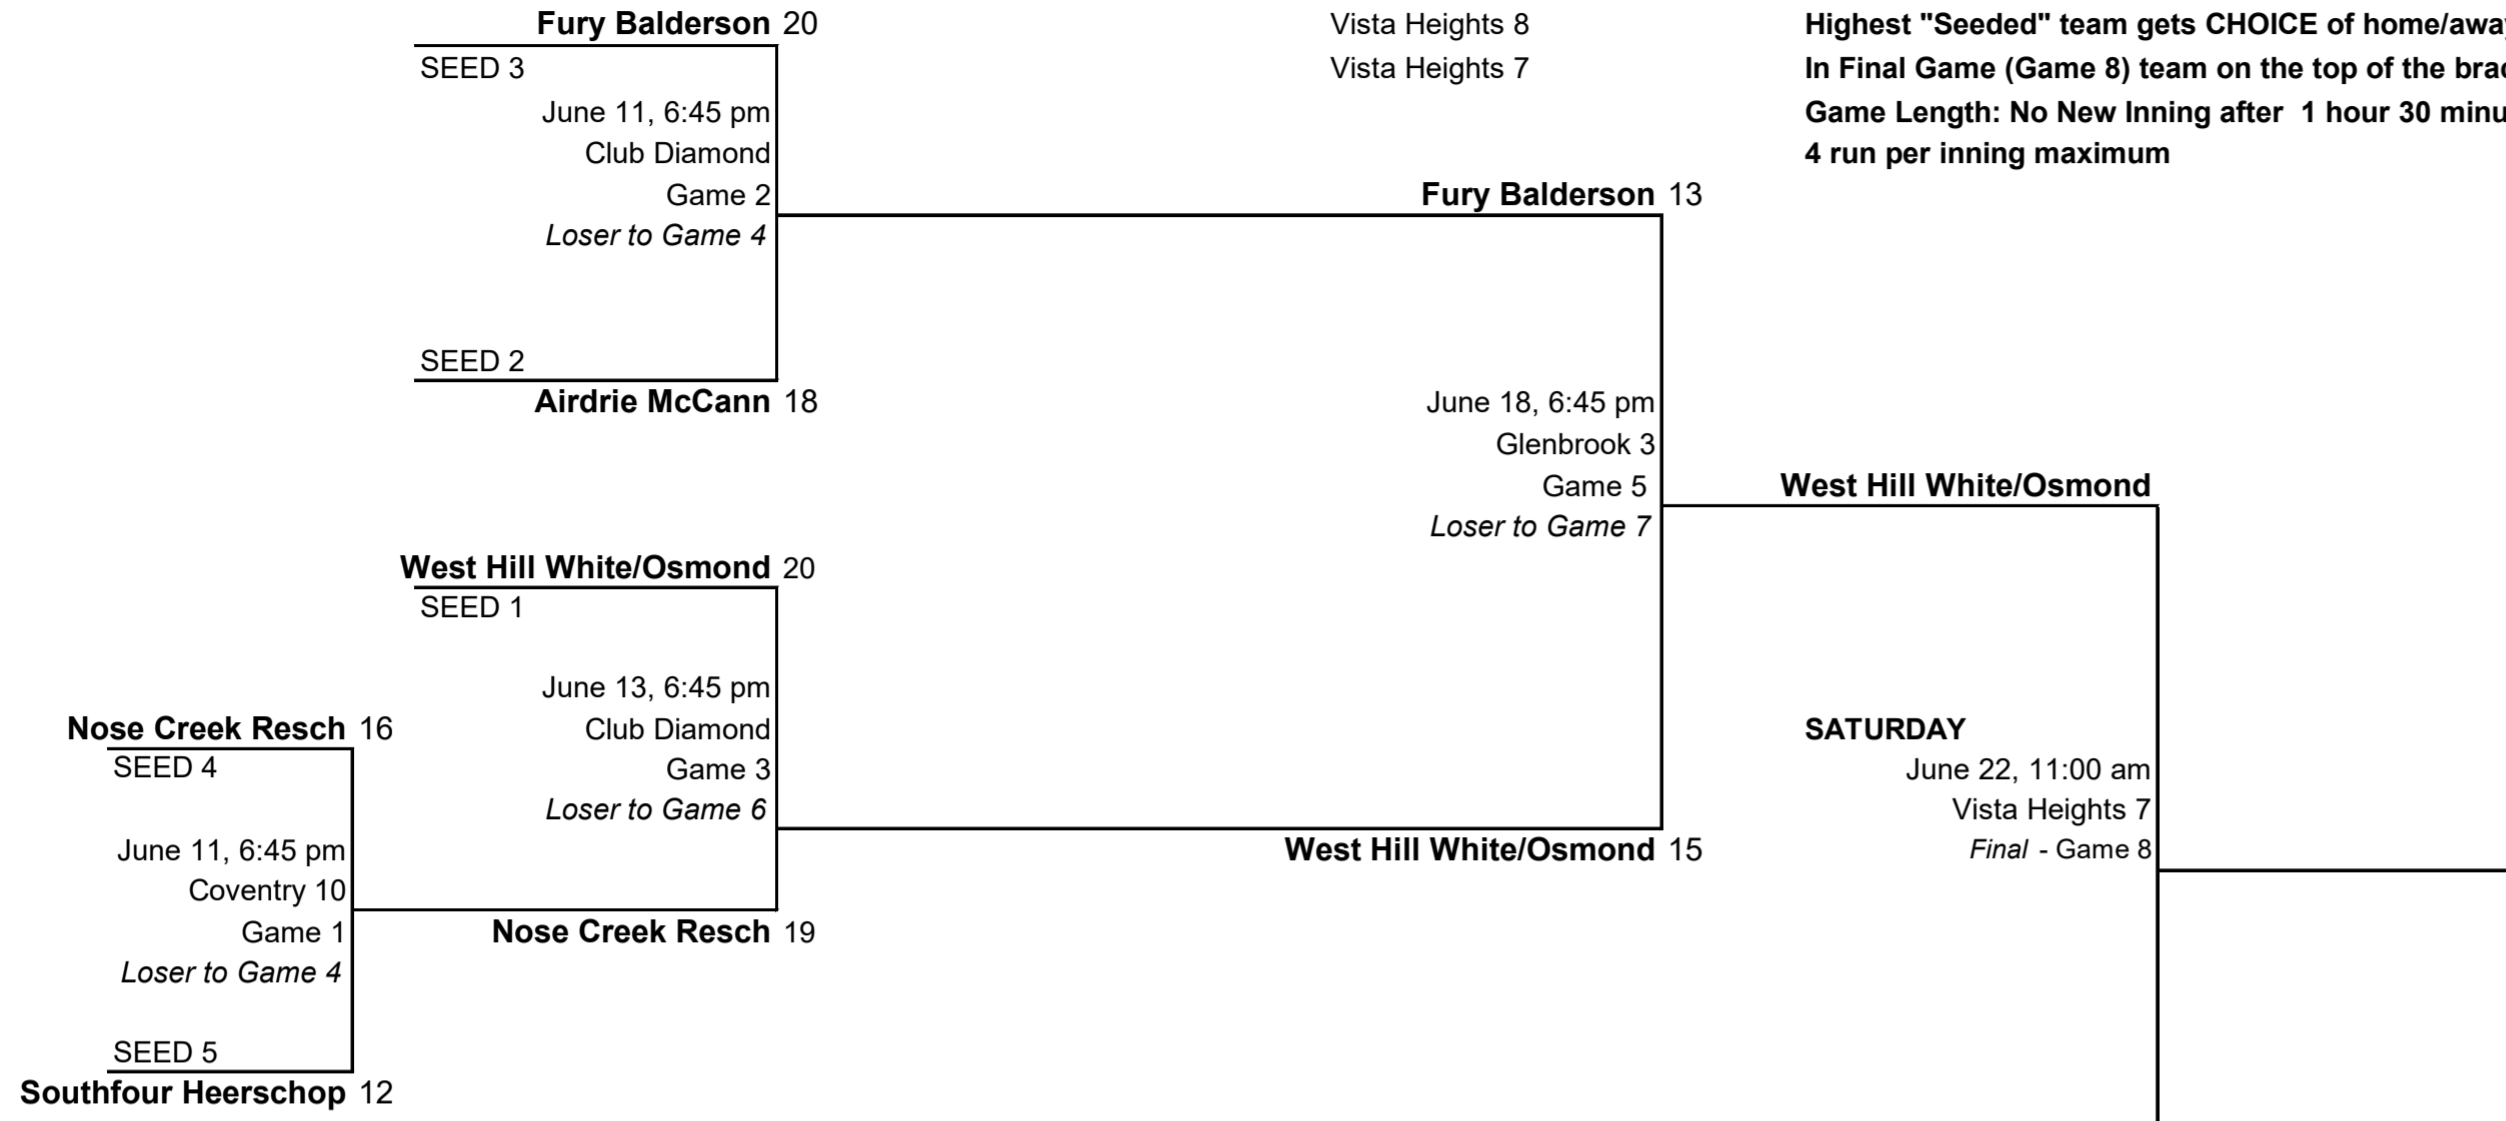 Fury Balderson 20
SEED 3
June 11, 6:45 pm
Club Diamond
Game 2
Loser to Game 4
SEED 2
Airdrie McCann 18
Vista Heights 8
Vista Heights 7
Highest "Seeded" team gets CHOICE of home/away
In Final Game (Game 8) team on the top of the
Game Length: No New Inning after 1 hour 30
4 run per inning maximum
Fury Balderson 13
June 18, 6:45 pm
Glenbrook 3
Game 5
Loser to Game 7
West Hill White/Osmond
West Hill White/Osmond 20
SEED 1
June 13, 6:45 pm
Club Diamond
Game 3
Loser to Game 6
Nose Creek Resch 16
SEED 4
June 11, 6:45 pm
Coventry 10
Game 1
Loser to Game 4
SEED 5
Southfour Heerschop 12
Nose Creek Resch 19
West Hill White/Osmond 15
SATURDAY
June 22, 11:00 am
Vista Heights 7
Final - Game 8